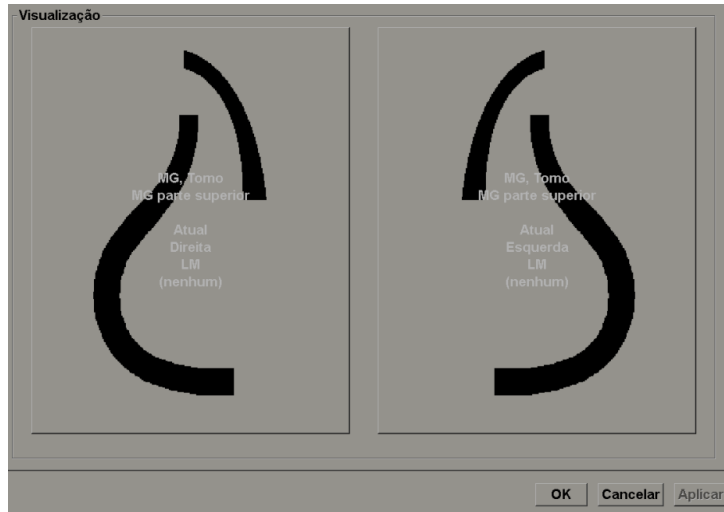 Visualização
MG, Tomo
MG parte superior
Atual
Direita
LM
(nenhum)
MG, Tomo
MG parte superior
Atual
Esquerda
LM
(nenhum)
OK
Cancelar
Aplicar